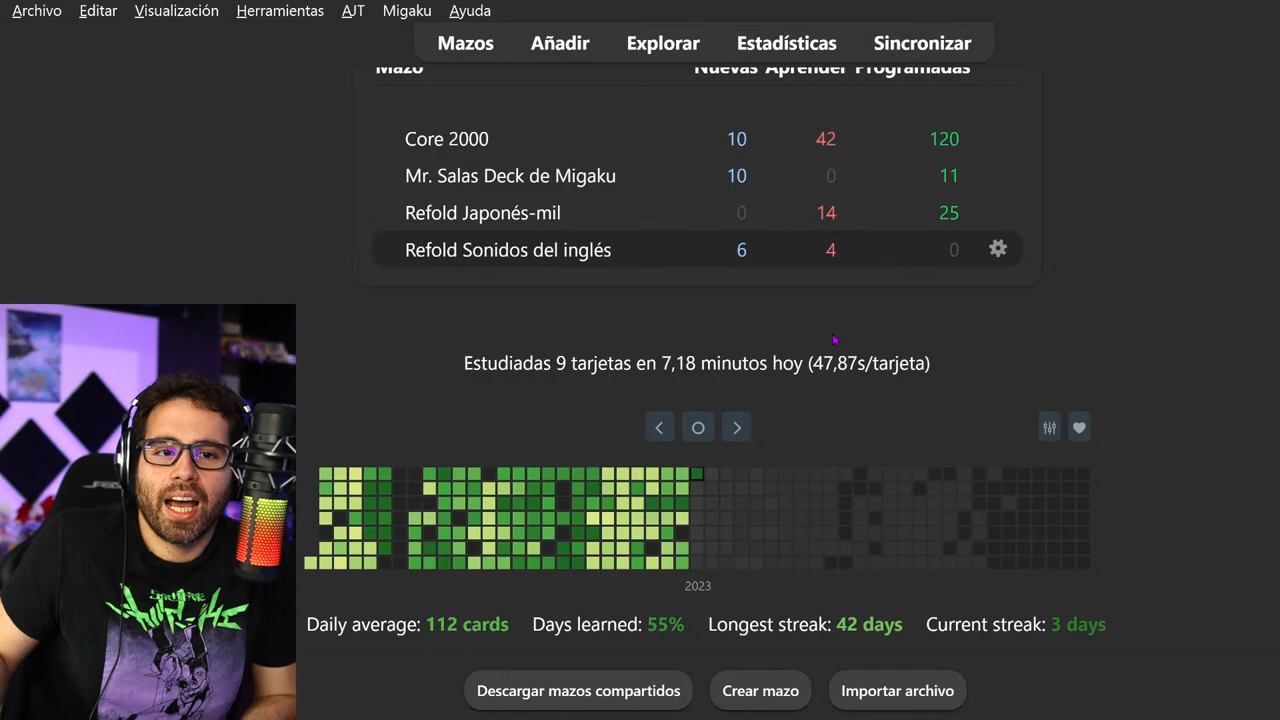 Archivo Editar Visualización Herramientas AJT Migaku Ayuda
Mazos Añadir Explorar Estadísticas Sincronizar
Mazo Nuevas Aprender Programadas
Core 2000 10 42 120
Mr. Salas Deck de Migaku 10 0 11
Refold Japonés-mil 0 14 25
Refold Sonidos del inglés 6 4 0
Estudiadas 9 tarjetas en 7,18 minutos hoy (47,87s/tarjeta)
2023
Daily average: 112 cards Days learned: 55% Longest streak: 42 days Current streak: 3 days
Descargar mazos compartidos Crear mazo Importar archivo